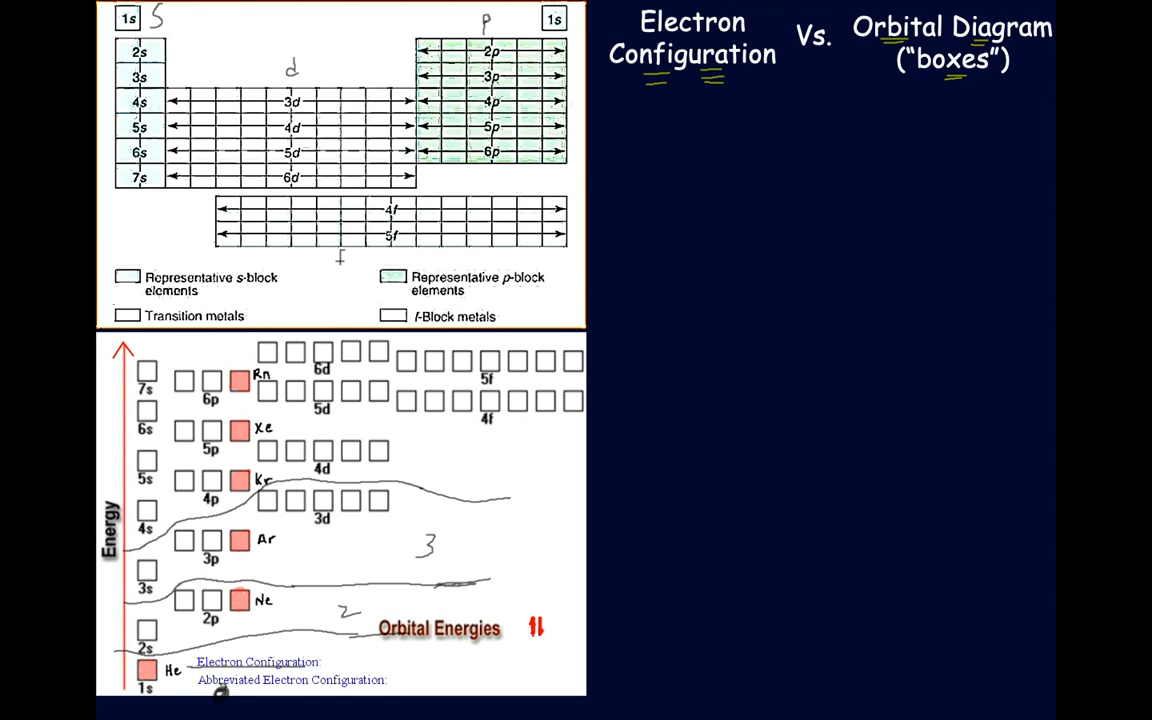 1s S p 1s
2s 2p
3s d 3p
4s 3d 4p
5s 4d 5p
6s 5d 6p
7s 6d
4f
5f
f
Representative s-block
elements
Representative p-block
elements
Transition metals
f-Block metals
Electron
Configuration
Vs.
Orbital Diagram
("boxes")
Energy
7s 6p Rn 6d 5f
6s 5p Xe 5d 4f
5s 4p Kr 4d
4s 3p Ar 3d 3
3s 2p Ne 2
2s
Orbital Energies
1s He
Electron Configuration:
Abbreviated Electron Configuration: